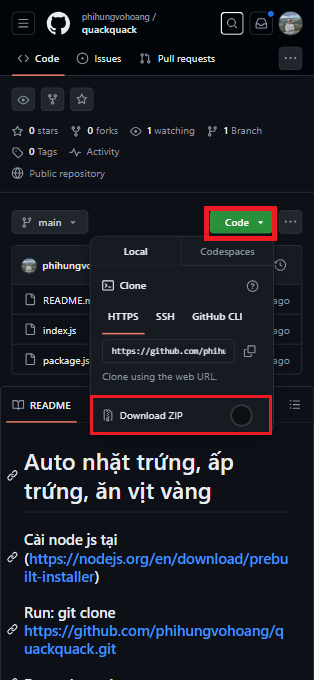 phihungvohoang /
quackquack
Code Issues Pull requests
0 stars 0 forks 1 watching 1 Branch
0 Tags Activity
Public repository
main Code
phihungvo
Local Codespaces
Clone
HTTPS SSH GitHub CLI
https://github.com/phihu
Clone using the web URL.
README.m ago
index.js ago
package.js ago
Download ZIP
README
Auto nhặt trứng, ấp
trứng, ăn vịt vàng
Cài node js tại
(https://nodejs.org/en/download/prebu
ilt-installer)
Run: git clone
https://github.com/phihungvohoang/q
uackquack.git